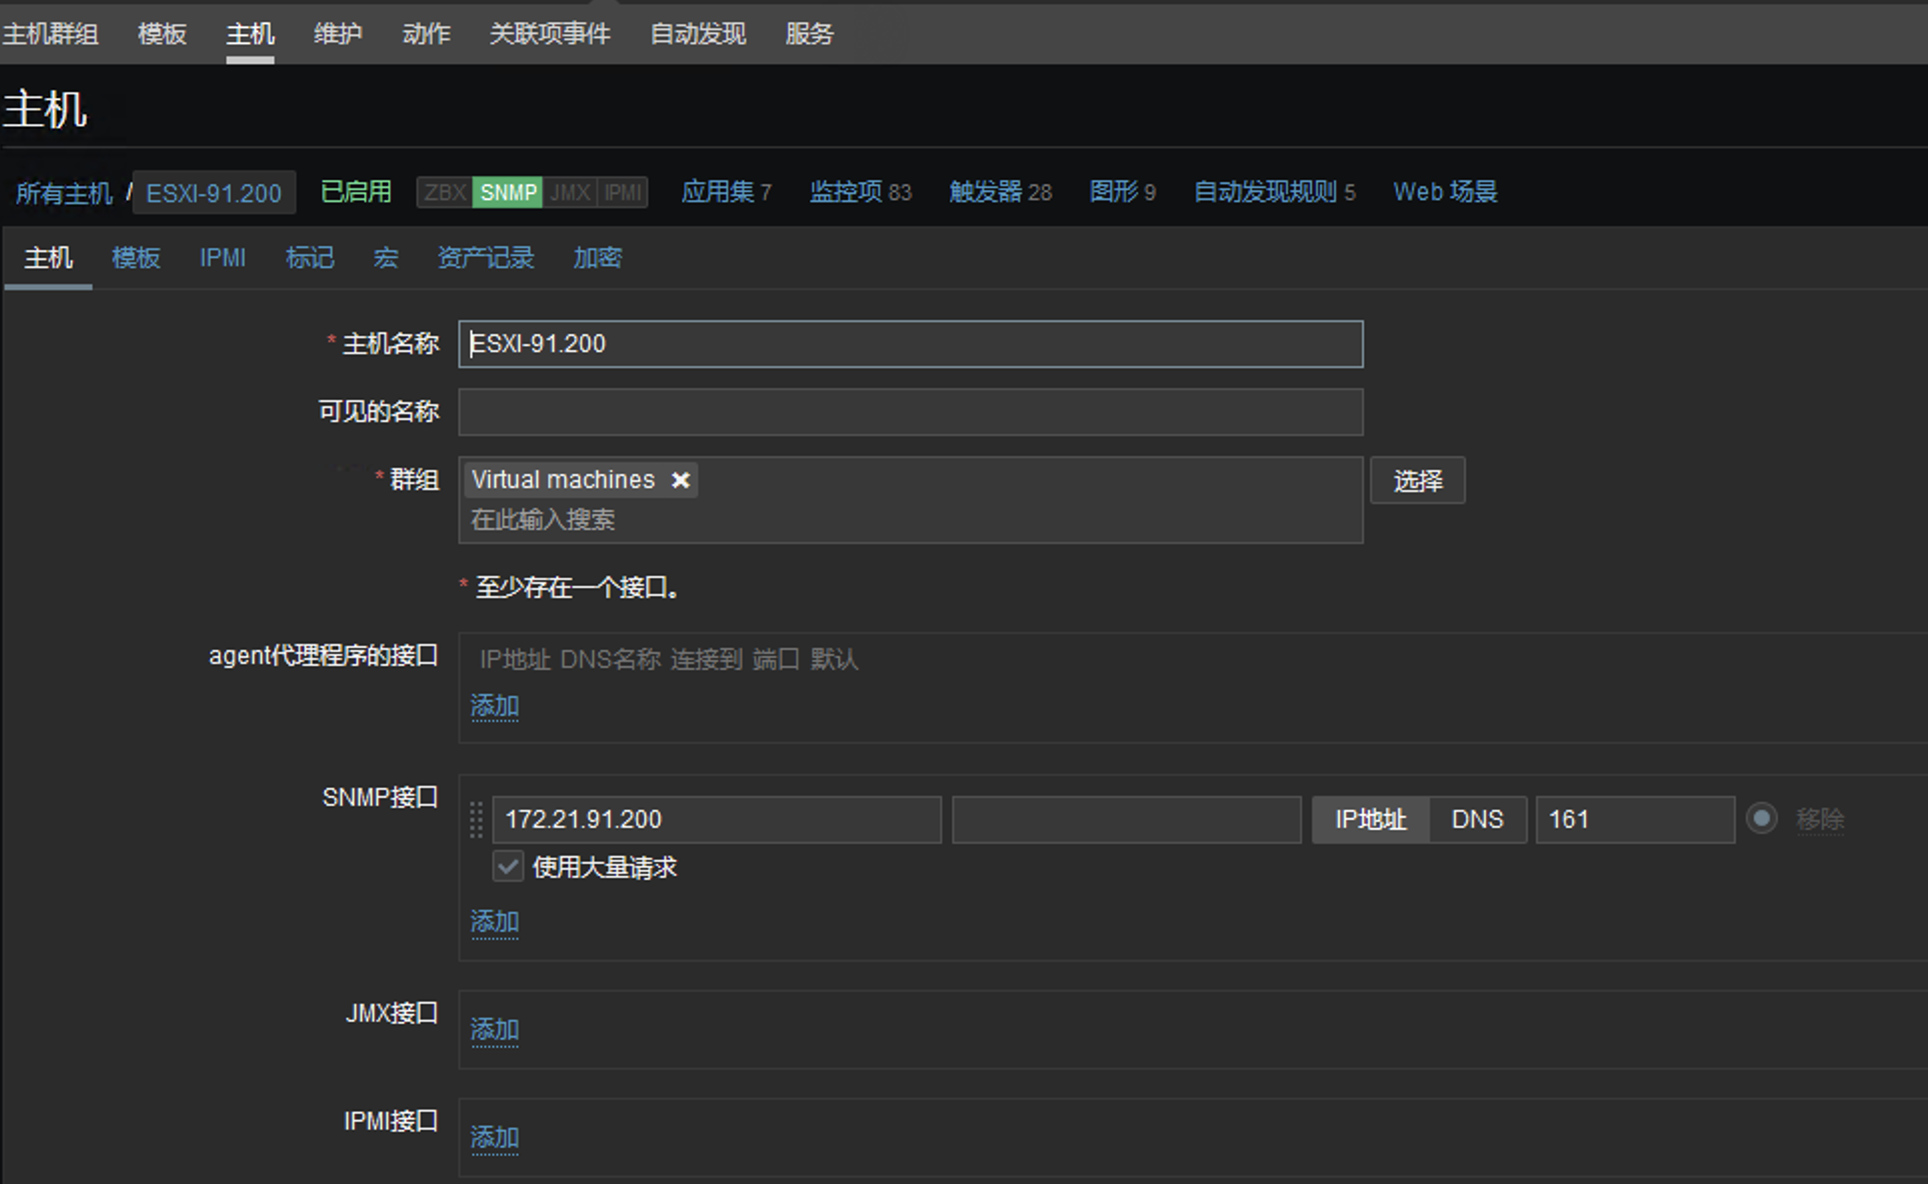 主机群组 模板 主机 维护 动作 关联项事件 自动发现 服务
主机
所有主机 / ESXI-91.200 已启用 ZBX SNMP JMX IPMI 应用集 7 监控项 83 触发器 28 图形 9 自动发现规则 5 Web 场景
主机 模板 IPMI 标记 宏 资产记录 加密
* 主机名称 ESXI-91.200
可见的名称
* 群组 Virtual machines ✖ 选择
在此输入搜索
* 至少存在一个接口。
agent代理程序的接口 IP地址 DNS名称 连接到 端口 默认
添加
SNMP接口 172.21.91.200 IP地址 DNS 161 移除
使用大量请求
添加
JMX接口 添加
IPMI接口 添加